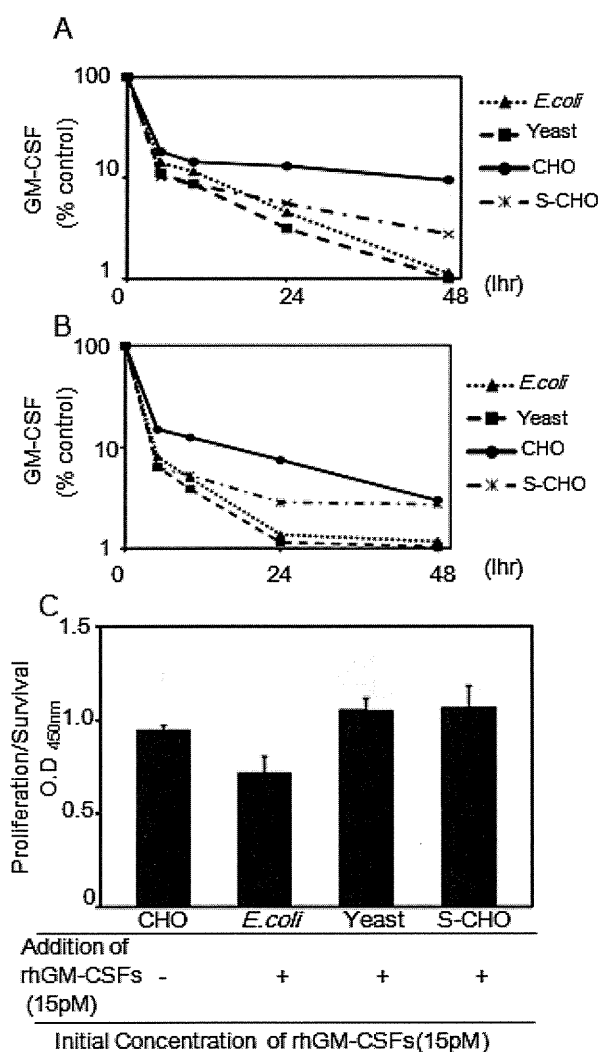 A
100
10
1
GM-CSF
(% control)
0
24
48
(lhr)
E.coli
Yeast
CHO
S-CHO
B
100
10
1
GM-CSF
(% control)
0
24
48
(lhr)
E.coli
Yeast
CHO
S-CHO
C
1.5
1.0
0.5
0
Proliferation/Survival
O.D 450nm
CHO E.coli Yeast S-CHO
Addition of
rhGM-CSFs - + + +
(15pM)
Initial Concentration of rhGM-CSFs(15pM)